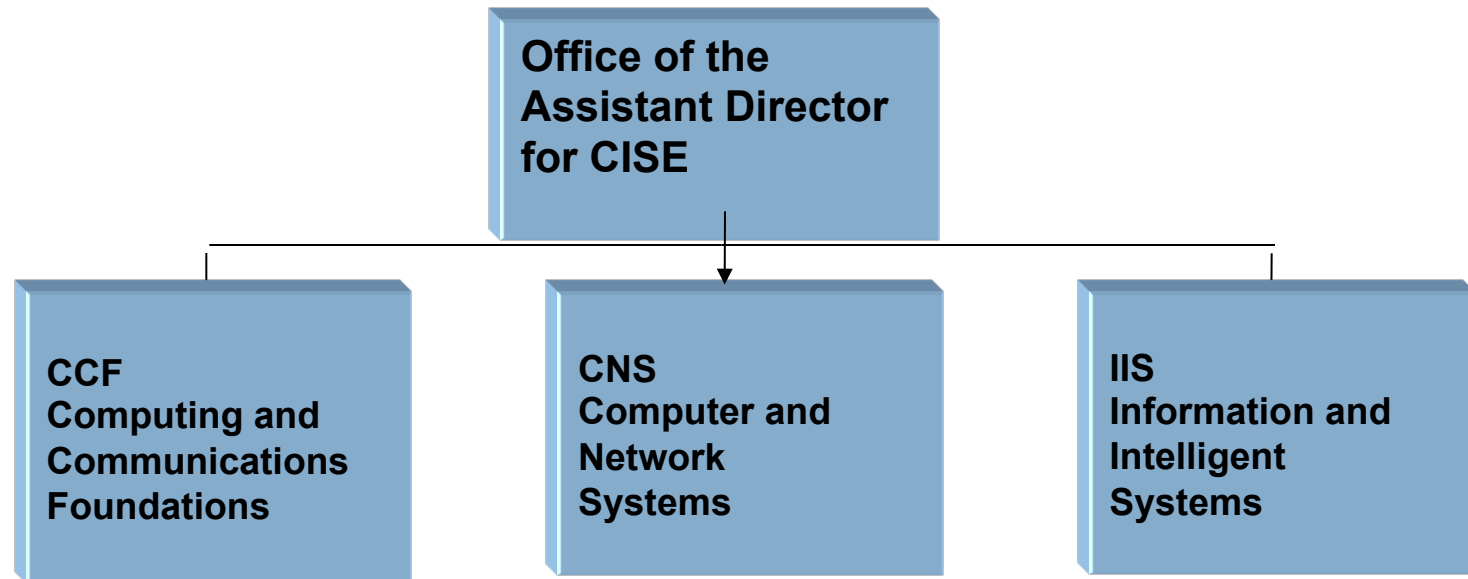 Office of the
Assistant Director
for CISE
CCF
Computing and
Communications
Foundations
CNS
Computer and
Network
Systems
IIS
Information and
Intelligent
Systems